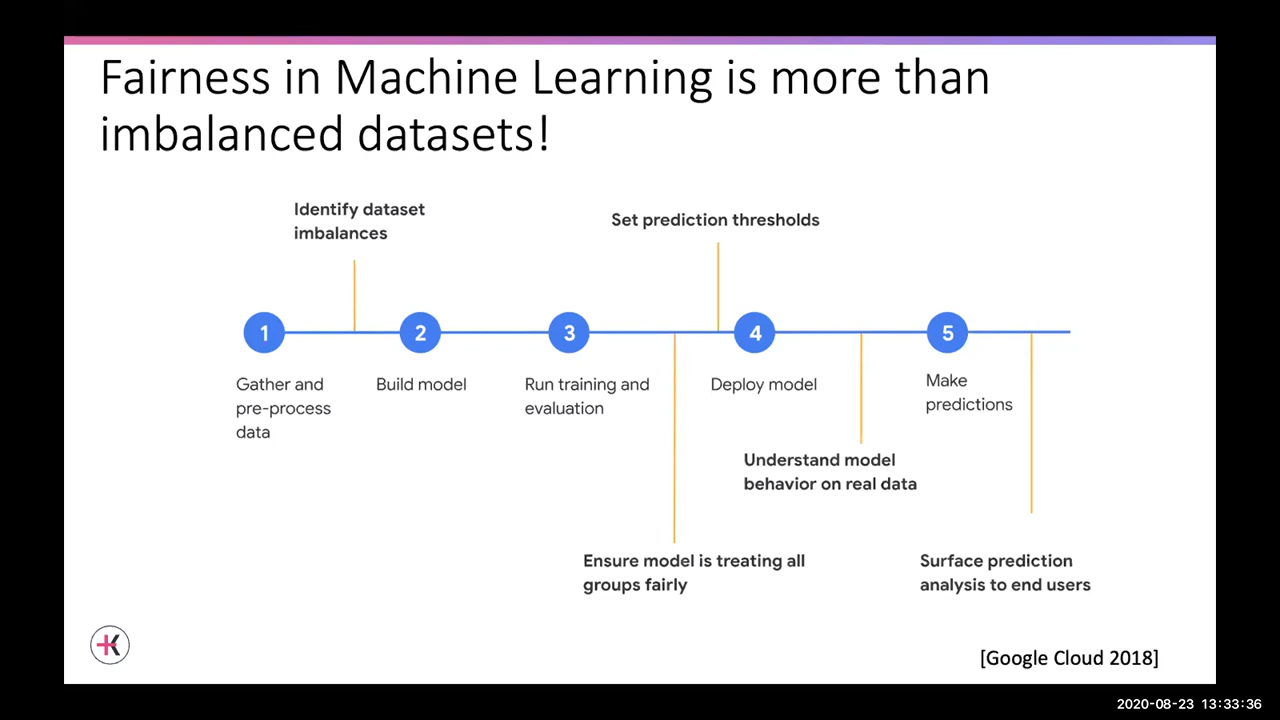 Fairness in Machine Learning is more than
imbalanced datasets!
Identify dataset
imbalances
Set prediction thresholds
1
2
3
4
5
Gather and
pre-process
data
Build model
Run training and
evaluation
Deploy model
Make
predictions
Understand model
behavior on real data
Ensure model is treating all
groups fairly
Surface prediction
analysis to end users
K
[Google Cloud 2018]
2020-08-23 13:33:36